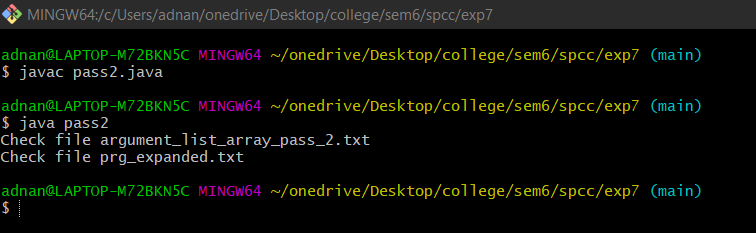 MINGW64:/c/Users/adnan/onedrive/Desktop/college/sem6/spcc/exp7
adnan@LAPTOP-M72BKN5C MINGW64 ~/onedrive/Desktop/college/sem6/spcc/exp7 (main)
$ javac pass2.java
adnan@LAPTOP-M72BKN5C MINGW64 ~/onedrive/Desktop/college/sem6/spcc/exp7 (main)
$ java pass2
Check file argument_list_array_pass_2.txt
Check file prg_expanded.txt
adnan@LAPTOP-M72BKN5C MINGW64 ~/onedrive/Desktop/college/sem6/spcc/exp7 (main)
$